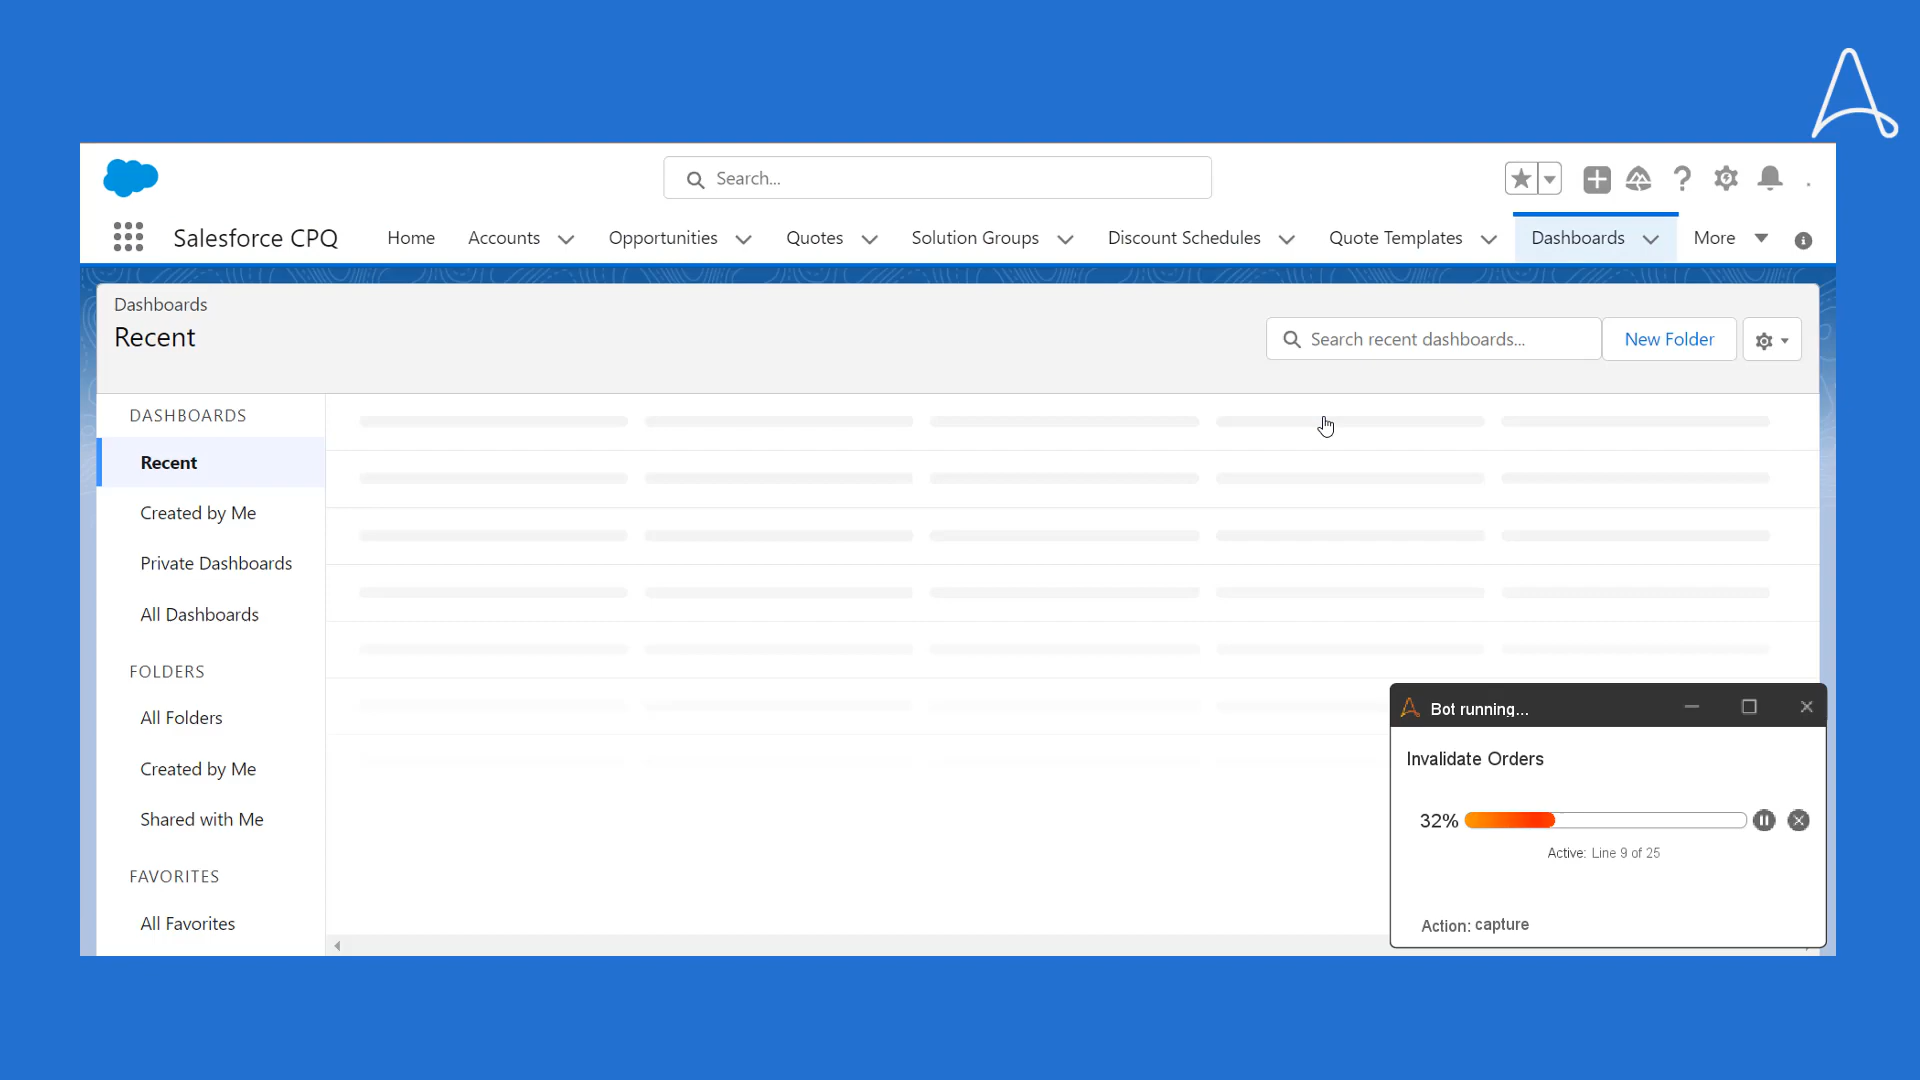 Search...
Salesforce CPQ
Home
Accounts
Opportunities
Quotes
Solution Groups
Discount Schedules
Quote Templates
Dashboards
More
Dashboards
Recent
Search recent dashboards...
New Folder
DASHBOARDS
Recent
Created by Me
Private Dashboards
All Dashboards
FOLDERS
All Folders
Created by Me
Shared with Me
FAVORITES
All Favorites
Bot running...
Invalidate Orders
32%
Active: Line 9 of 25
Action: capture